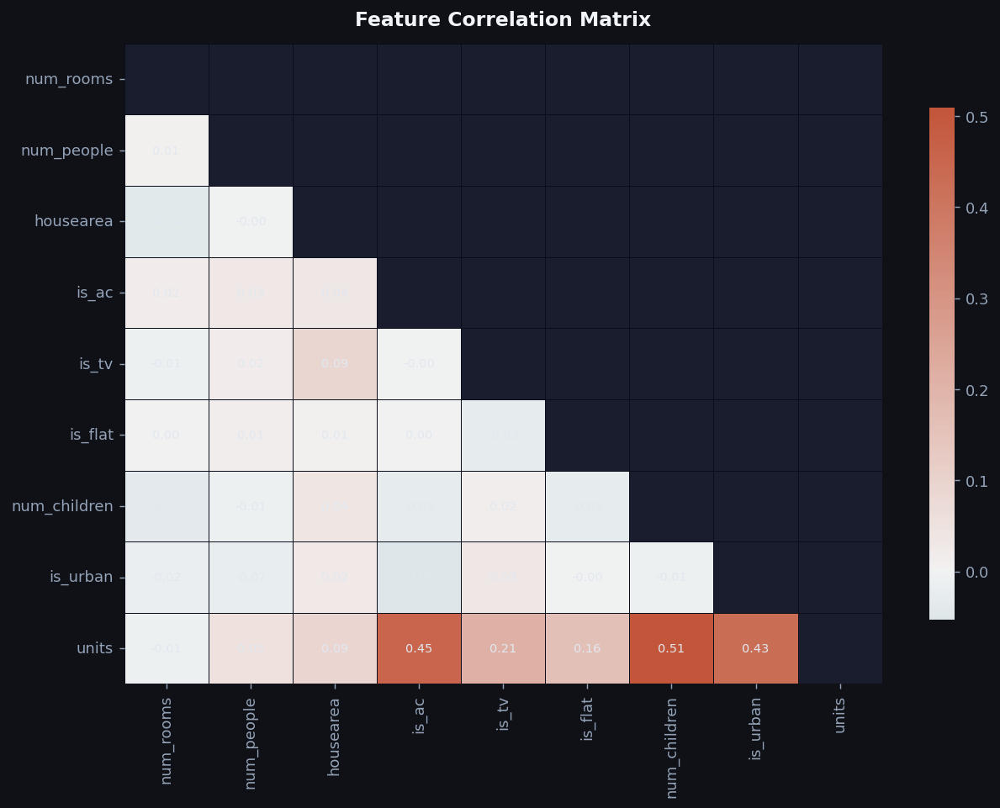 Feature Correlation Matrix
num_rooms
num_people 0.01
housearea -0.00
is_ac 0.02
is_tv -0.01 0.02 0.09 -0.00
is_flat 0.00 0.01 0.01 0.00
num_children -0.01 0.02
is_urban -0.02 0.02 -0.00 -0.01
units -0.01 0.09 0.45 0.21 0.16 0.51 0.43
num_rooms num_people housearea is_ac is_tv is_flat num_children is_urban units
0.5
0.4
0.3
0.2
0.1
0.0